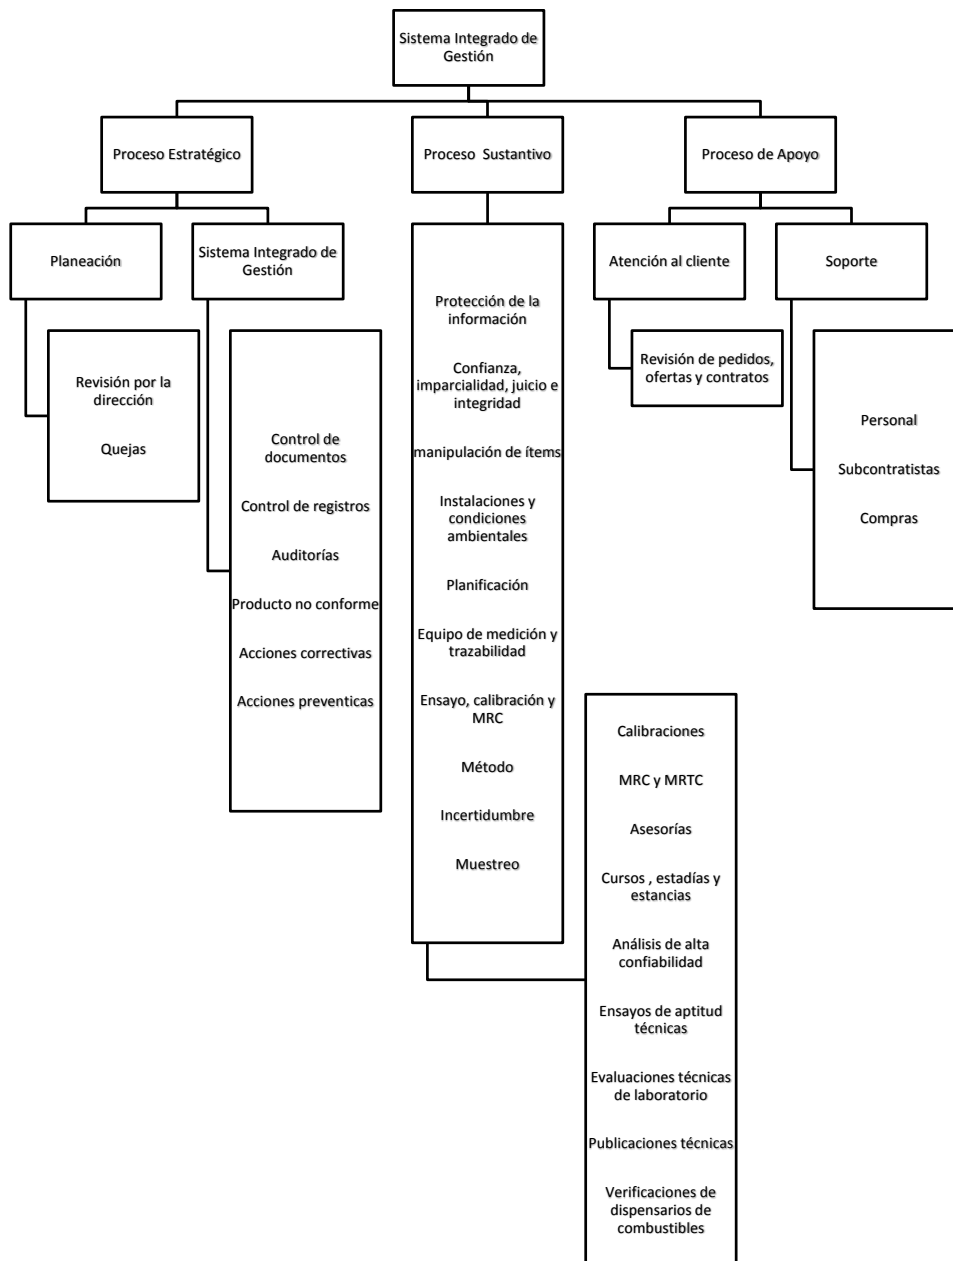 Sistema Integrado de
Gestión
Proceso Estratégico
Proceso Sustantivo
Proceso de Apoyo
Planeación
Sistema Integrado de
Gestión
Atención al cliente
Soporte
Revisión por la
dirección
Quejas
Control de
documentos
Control de registros
Auditorías
Producto no conforme
Acciones correctivas
Acciones preventicas
Protección de la
información
Confianza,
imparcialidad, juicio e
integridad
manipulación de ítems
Instalaciones y
condiciones
ambientales
Planificación
Equipo de medición y
trazabilidad
Ensayo, calibración y
MRC
Método
Incertidumbre
Muestreo
Calibraciones
MRC y MRTC
Asesorías
Cursos , estadías y
estancias
Análisis de alta
confiabilidad
Ensayos de aptitud
técnicas
Evaluaciones técnicas
de laboratorio
Publicaciones técnicas
Verificaciones de
dispensarios de
combustibles
Revisión de pedidos,
ofertas y contratos
Personal
Subcontratistas
Compras